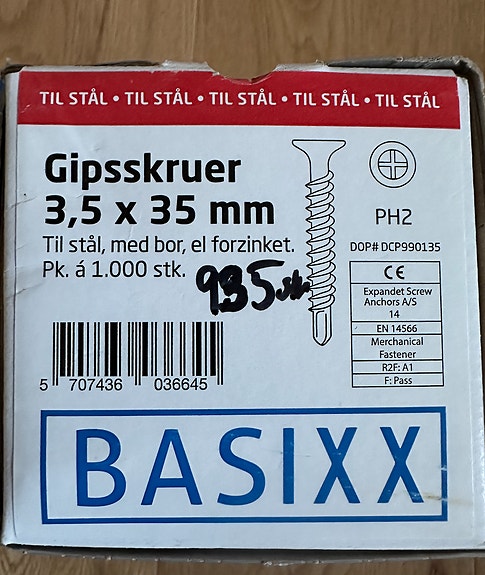 TIL STÅL • TIL STÅL • TIL STÅL • TIL STÅL • TIL STÅL
Gipsskruer
3,5 x 35 mm
Til stål, med bor, el forzinket.
Pk. á 1.000 stk.
935 stk.
PH2
DOP# DCP990135
CE
Expandet Screw
Anchors A/S
14
EN 14566
Merchanical
Fastener
R2F: A1
F: Pass
5 707436 036645
BASIXX